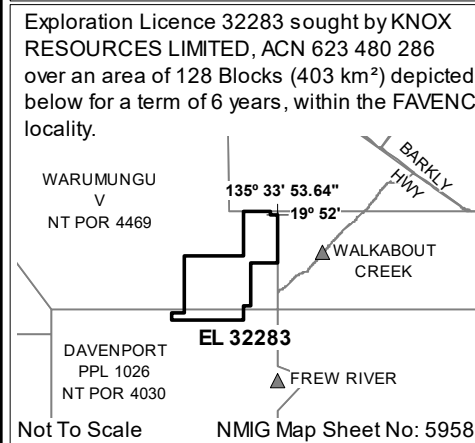 Exploration Licence 32283 sought by KNOX
RESOURCES LIMITED, ACN 623 480 286
over an area of 128 Blocks (403 km²) depicted
below for a term of 6 years, within the FAVENC
locality.
BARKLY
HWY
WARUMUNGU
V
NT POR 4469
135° 33' 53.64"
19° 52'
WALKABOUT
CREEK
EL 32283
DAVENPORT
PPL 1026
NT POR 4030
FREW RIVER
Not To Scale NMIG Map Sheet No: 5958